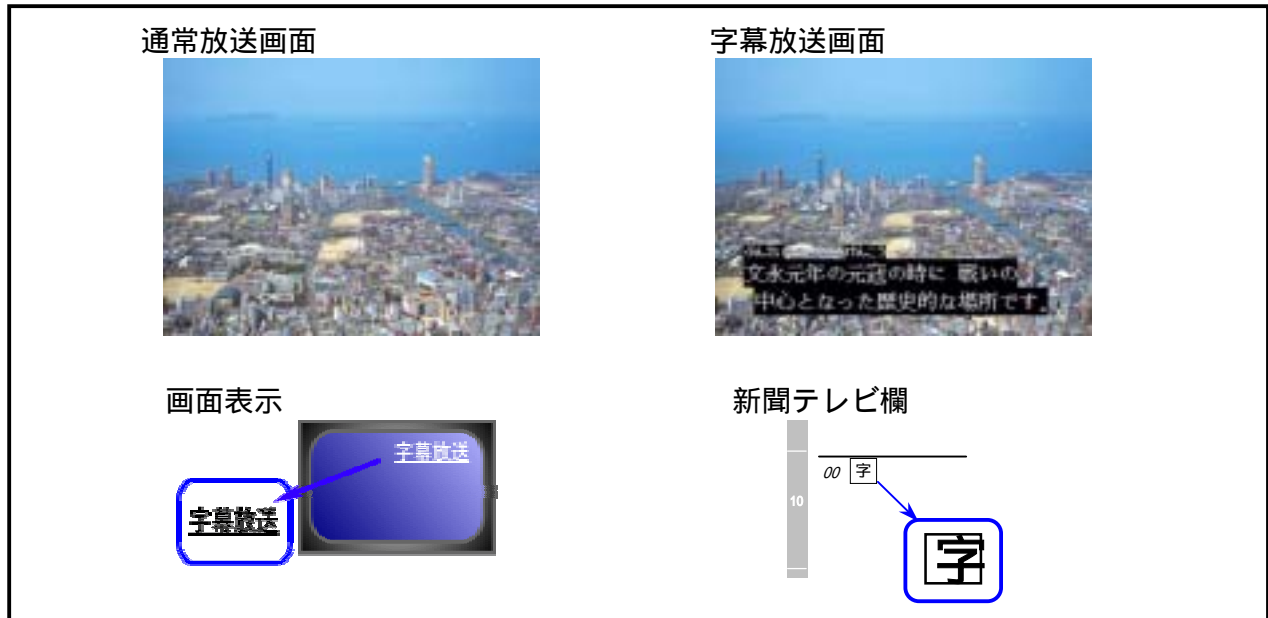 通常放送画面
字幕放送画面
文永元年の元寇の時に 戦いの
中心となった歴史的な場所です。
画面表示
字幕放送
字幕放送
新聞テレビ欄
00 字
10
字